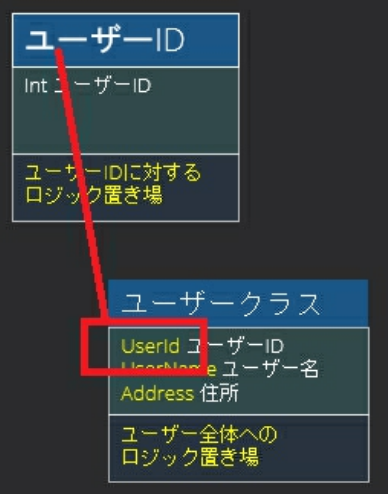 ユーザーID
Int ユーザーID
ユーザーIDに対する
ロジック置き場
ユーザークラス
UserId ユーザーID
UserName ユーザー名
Address 住所
ユーザー全体への
ロジック置き場